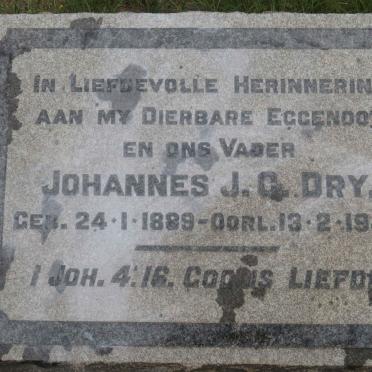 IN LIEFDEVOLLE HERINNERIN
AAN MY DIERBARE EGGENOO
EN ONS VADER
JOHANNES J. G. DRY.
GEB. 24·1·1889-OORL. 13·2·19
1 JOH. 4:16. GOD IS LIEFD